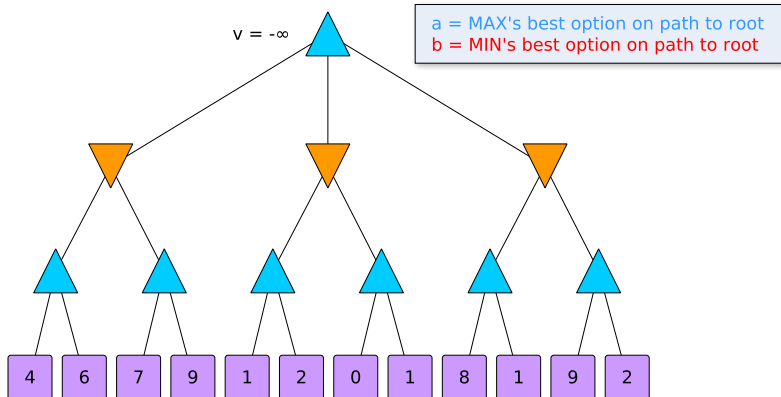 a = MAX's best option on path to root
b = MIN's best option on path to root
v = -∞
4 6 7 9 1 2 0 1 8 1 9 2